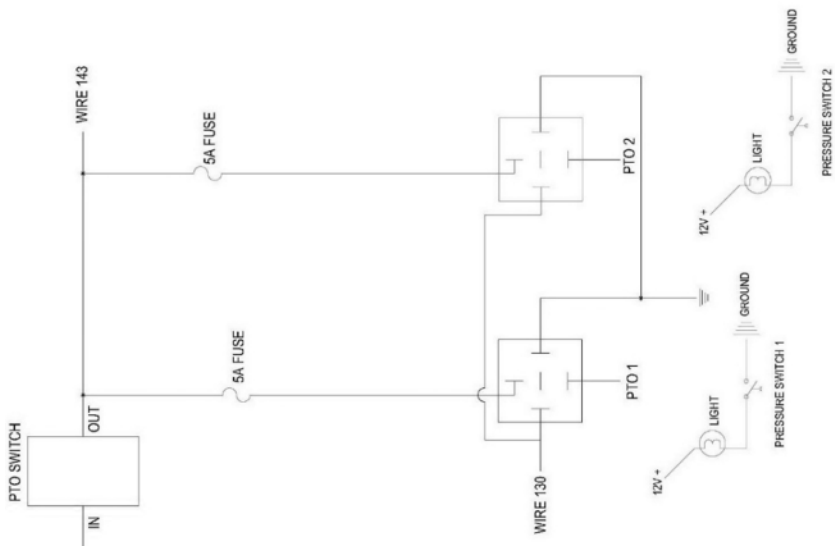 PTO SWITCH
IN
OUT
WIRE 143
5A FUSE
5A FUSE
WIRE 130
PTO 1
PTO 2
12V +
LIGHT
GROUND
PRESSURE SWITCH 1
12V +
LIGHT
GROUND
PRESSURE SWITCH 2